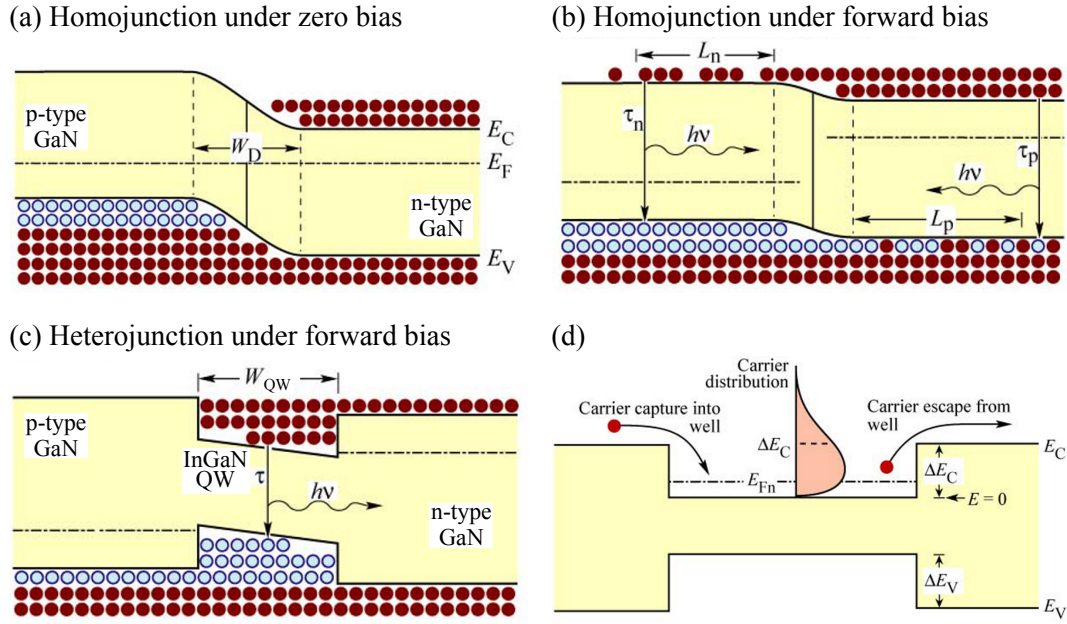 (a) Homojunction under zero bias
p-type
GaN
W_D
E_C
E_F
n-type
GaN
E_V
(b) Homojunction under forward bias
L_n
τ_n
hν
τ_p
hν
L_p
(c) Heterojunction under forward bias
W_QW
p-type
GaN
InGaN
QW
τ
hν
n-type
GaN
(d)
Carrier
distribution
Carrier capture into
well
Carrier escape from
well
ΔE_C
E_C
ΔE_C
E_Fn
E = 0
ΔE_V
E_V